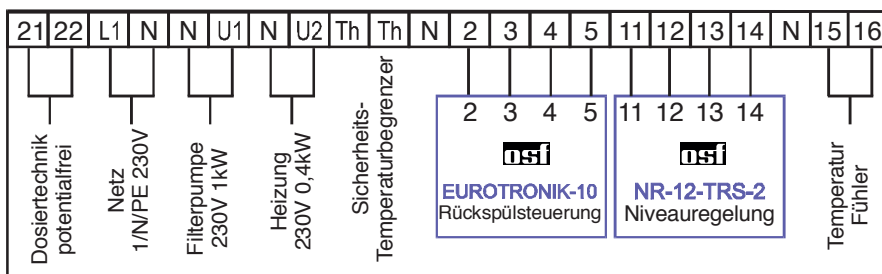 21 22 L1 N N U1 N U2 Th Th N 2 3 4 5 11 12 13 14 N 15 16
Dosiertechnik
potentialfrei
Netz
1/N/PE 230V
Filterpumpe
230V 1kW
Heizung
230V 0,4kW
Sicherheits-
Temperaturbegrenzer
2 3 4 5
osf
EUROTRONIK-10
Rückspülsteuerung
11 12 13 14
osf
NR-12-TRS-2
Niveauregelung
Temperatur
Fühler